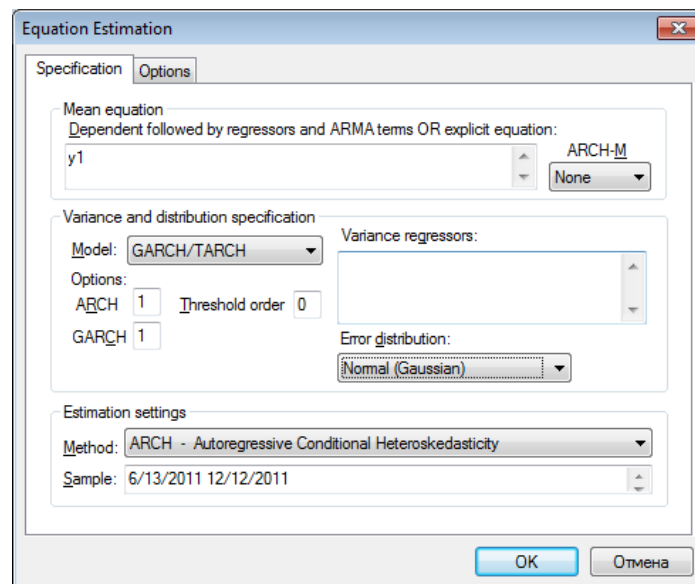 Equation Estimation
Specification Options
Mean equation
Dependent followed by regressors and ARMA terms OR explicit equation:
y1
ARCH-M
None
Variance and distribution specification
Model: GARCH/TARCH
Variance regressors:
Options:
ARCH 1 Threshold order 0
GARCH 1
Error distribution:
Normal (Gaussian)
Estimation settings
Method: ARCH - Autoregressive Conditional Heteroskedasticity
Sample: 6/13/2011 12/12/2011
OK Отмена